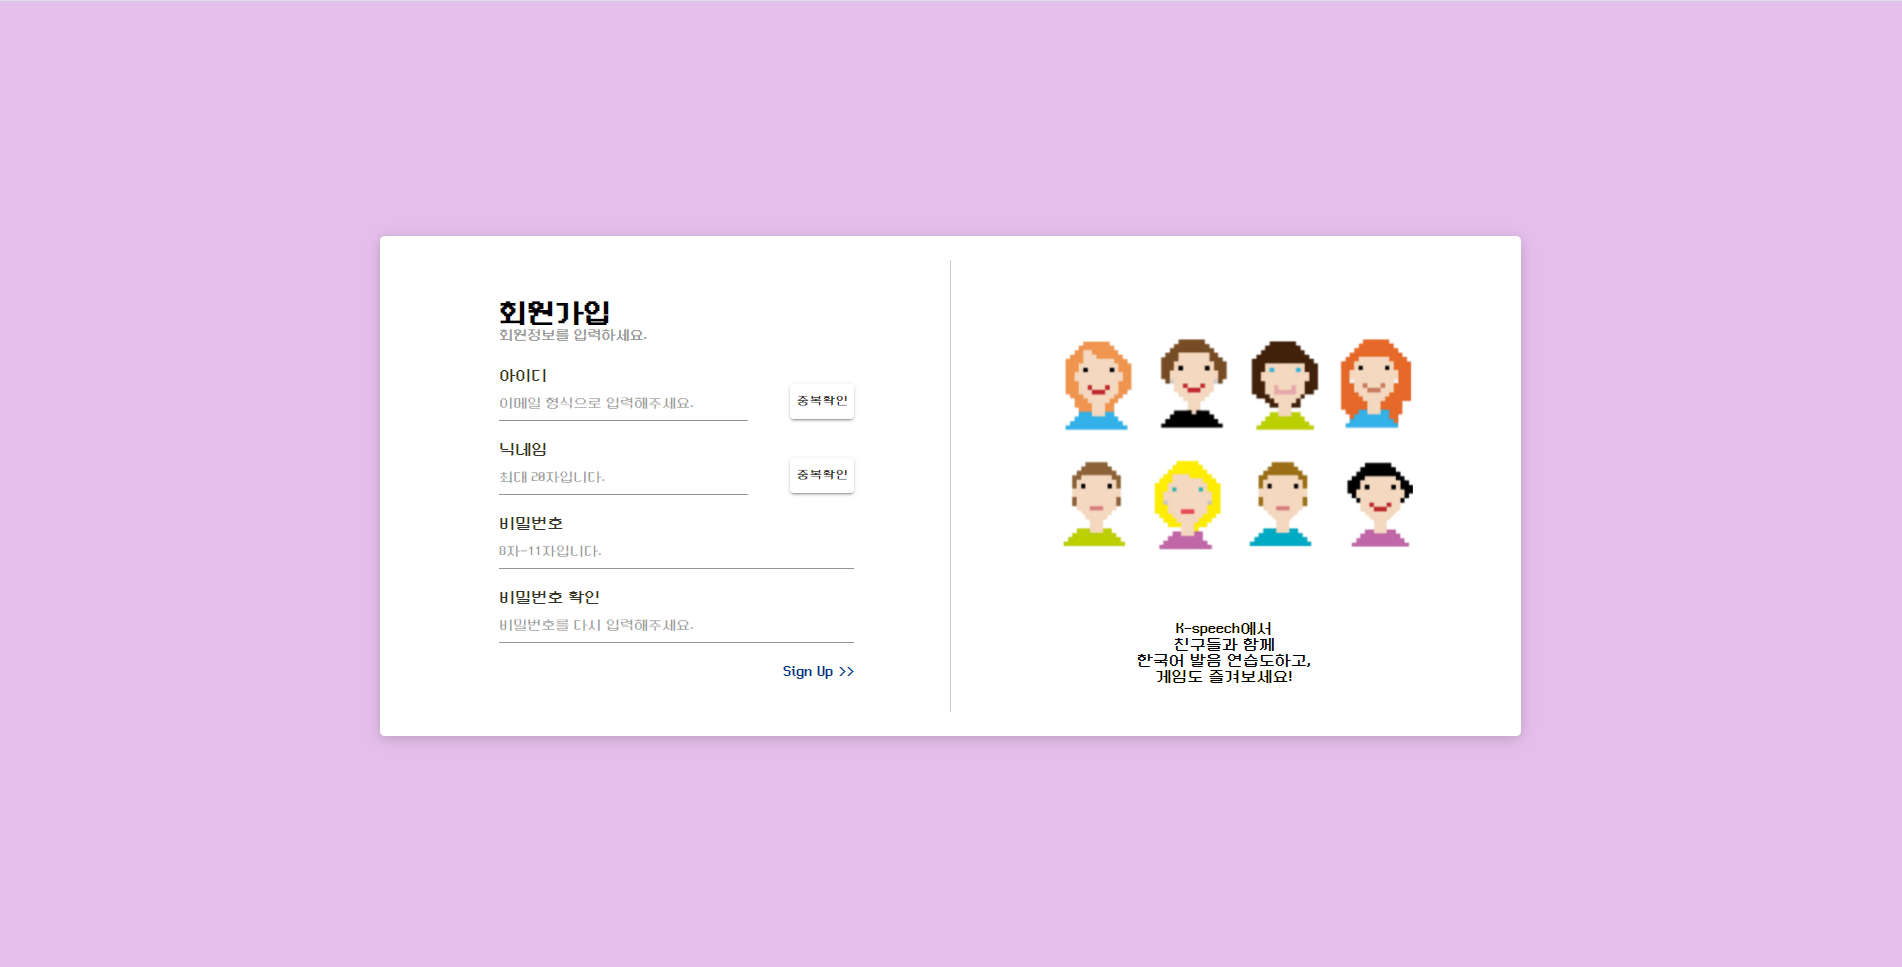 회원가입
회원정보를 입력하세요.
아이디
이메일 형식으로 입력해주세요.
중복확인
닉네임
최대 20자입니다.
중복확인
비밀번호
8자~11자입니다.
비밀번호 확인
비밀번호를 다시 입력해주세요.
Sign Up >>
K-speech에서
친구들과 함께
한국어 발음 연습도하고,
게임도 즐겨보세요!